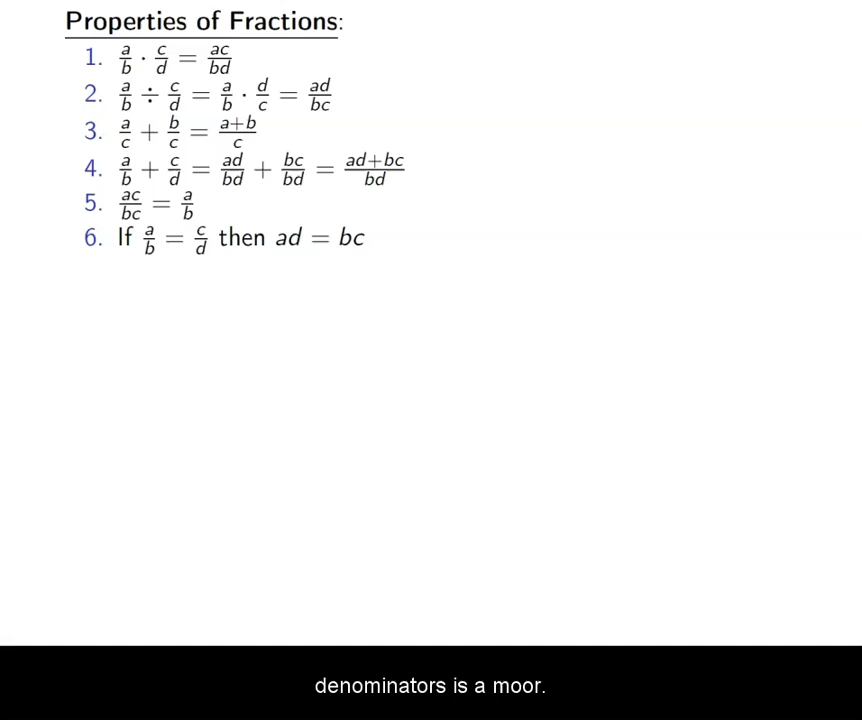 Properties of Fractions:
1. a/b · c/d = ac/bd
2. a/b ÷ c/d = a/b · d/c = ad/bc
3. a/c + b/c = a+b/c
4. a/b + c/d = ad/bd + bc/bd = ad+bc/bd
5. ac/bc = a/b
6. If a/b = c/d then ad = bc
denominators is a moor.